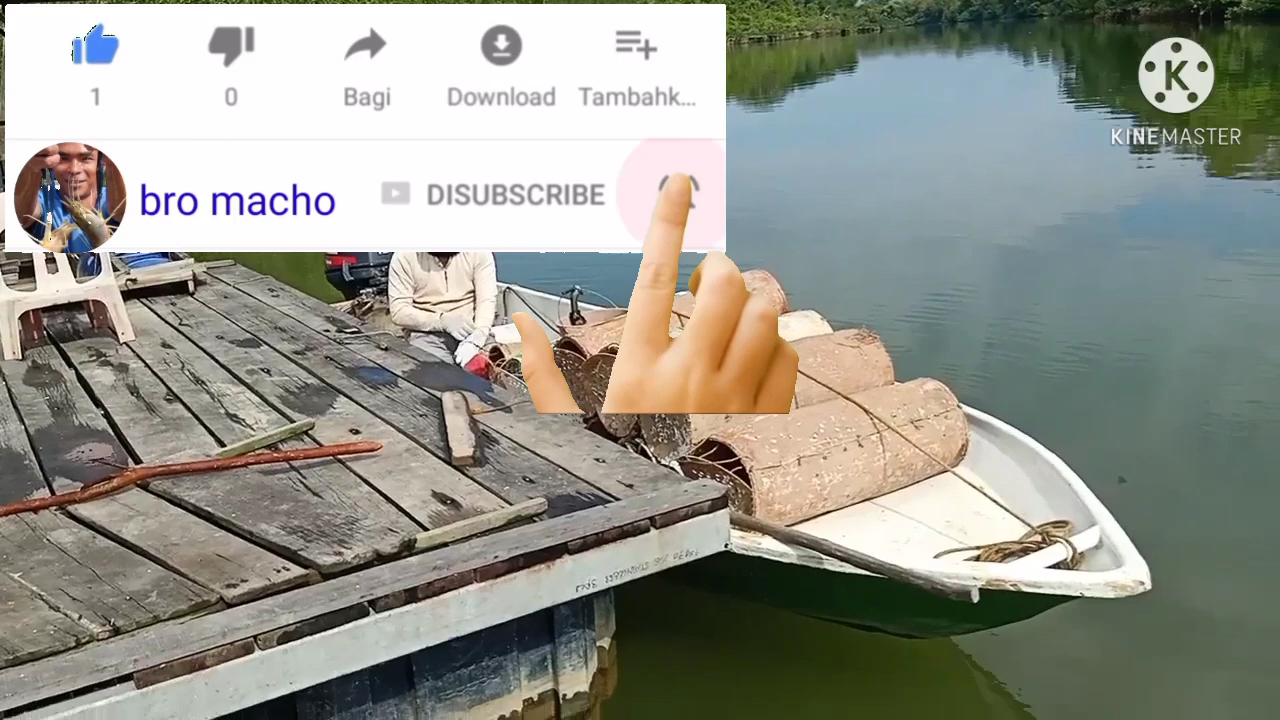 1
0
Bagi
Download
Tambahk...
bro macho
DISUBSCRIBE
K
KINEMASTER